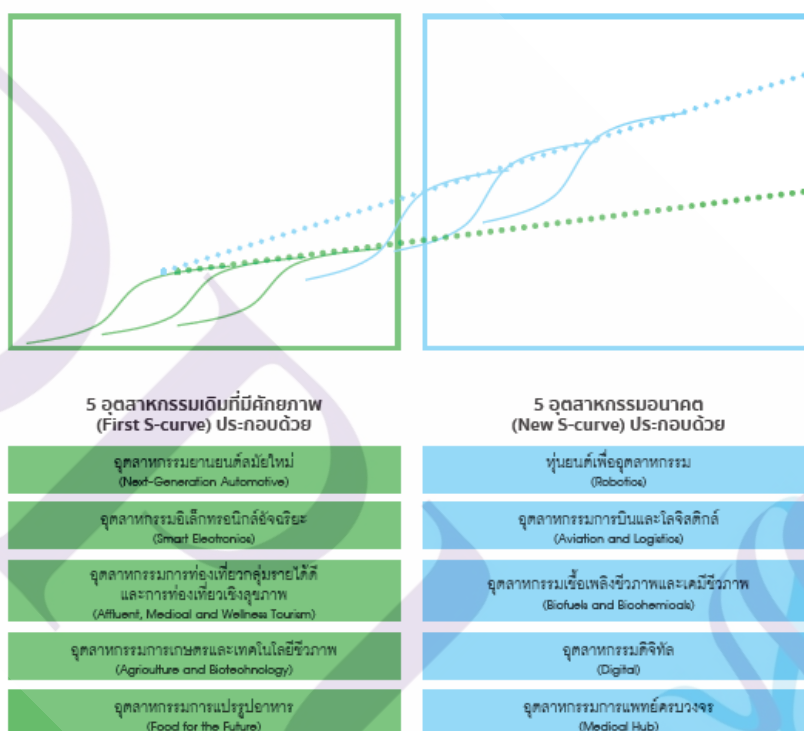 5 อุตสาหกรรมเดิมที่มีศักยภาพ
(First S-curve) ประกอบด้วย
อุตสาหกรรมยานยนต์สมัยใหม่
(Next-Generation Automotive)
อุตสาหกรรมอิเล็กทรอนิกส์อัจฉริยะ
(Smart Electronics)
อุตสาหกรรมการท่องเที่ยวกลุ่มรายได้ดี
และการท่องเที่ยวเชิงสุขภาพ
(Affluent, Medical and Wellness Tourism)
อุตสาหกรรมการเกษตรและเทคโนโลยีชีวภาพ
(Agriculture and Biotechnology)
อุตสาหกรรมการแปรรูปอาหาร
(Food for the Future)
5 อุตสาหกรรมอนาคต
(New S-curve) ประกอบด้วย
หุ่นยนต์เพื่ออุตสาหกรรม
(Robotics)
อุตสาหกรรมการบินและโลจิสติกส์
(Aviation and Logistics)
อุตสาหกรรมเชื้อเพลิงชีวภาพและเคมีชีวภาพ
(Biofuels and Biochemicals)
อุตสาหกรรมดิจิทัล
(Digital)
อุตสาหกรรมการแพทย์ครบวงจร
(Medical Hub)